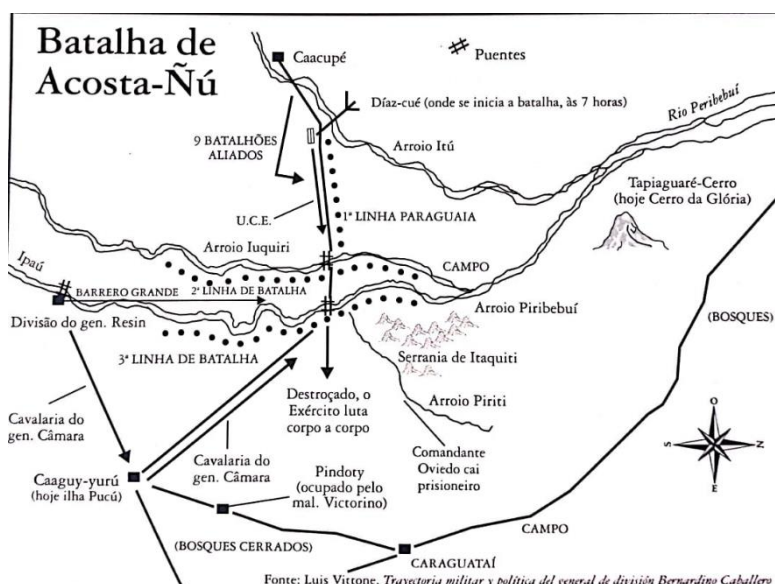 Batalha de
Acosta-Ñú
Caacupé
Puentes
Díaz-cué (onde se inicia a batalha, às 7 horas)
Rio Peribebuí
9 BATALHÕES
ALIADOS
Arroio Itú
Tapiaguaré-Cerro
(hoje Cerro da Glória)
U.C.E.
1ª LINHA PARAGUAIA
Arroio Iuquiri
CAMPO
Ipaú
BARRERO GRANDE
2ª LINHA DE BATALHA
Arroio Piribebuí
(BOSQUES)
Divisão do gen. Resin
3ª LINHA DE BATALHA
Serrania de Itaquiti
Destroçado, o
Exército luta
corpo a corpo
Arroio Piriti
Cavalaria do
gen. Câmara
Cavalaria do
gen. Câmara
Comandante
Oviedo cai
prisioneiro
O
S
N
E
Caaguy-yurú
(hoje ilha Pucú)
Pindoty
(ocupado pelo
mal. Victorino)
CAMPO
(BOSQUES CERRADOS)
CARAGUATAÍ
Fonte: Luis Vittone, Trayectoria militar y política del general de división Bernardino Caballero